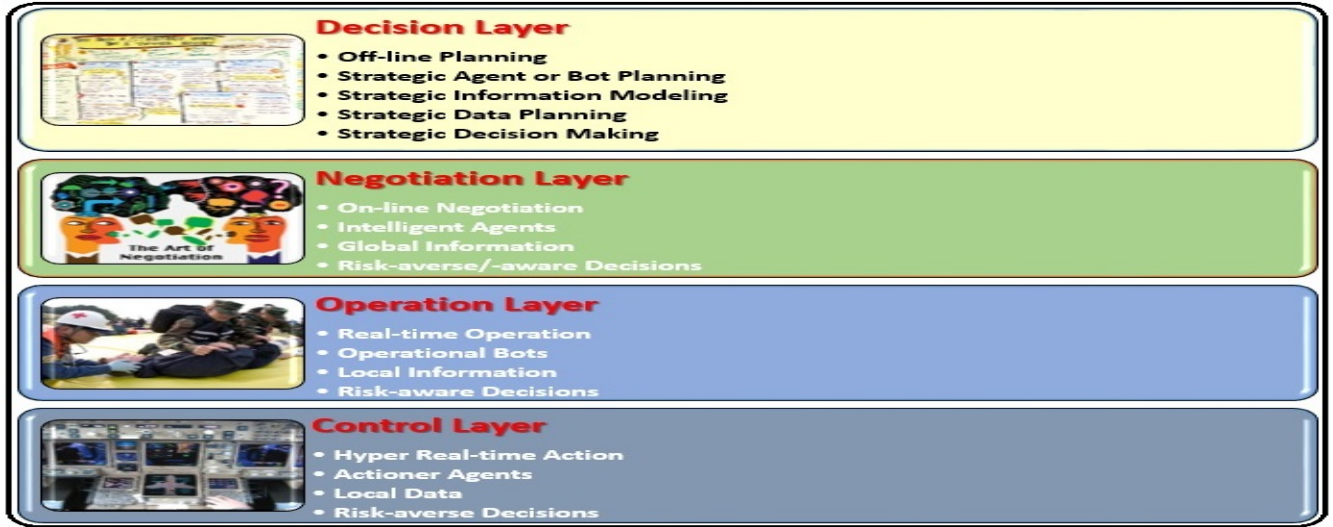 Decision Layer
• Off-line Planning
• Strategic Agent or Bot Planning
• Strategic Information Modeling
• Strategic Data Planning
• Strategic Decision Making
Negotiation Layer
• On-line Negotiation
• Intelligent Agents
• Global Information
• Risk-averse/-aware Decisions
The Art of
Negotiation
Operation Layer
• Real-time Operation
• Operational Bots
• Local Information
• Risk-aware Decisions
Control Layer
• Hyper Real-time Action
• Actioner Agents
• Local Data
• Risk-averse Decisions